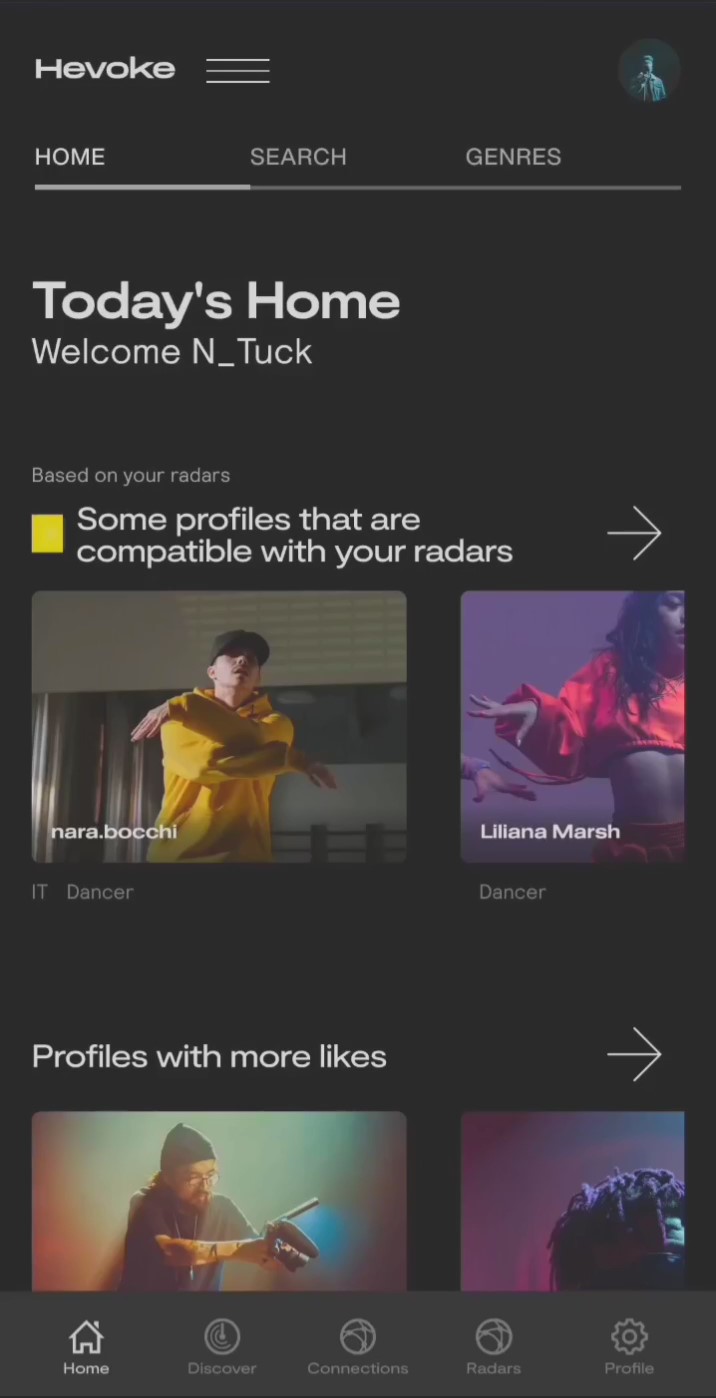 Hevoke
HOME SEARCH GENRES
Today's Home
Welcome N_Tuck
Based on your radars
Some profiles that are
compatible with your radars
nara.bocchi
Liliana Marsh
IT Dancer
Dancer
Profiles with more likes
Home Discover Connections Radars Profile